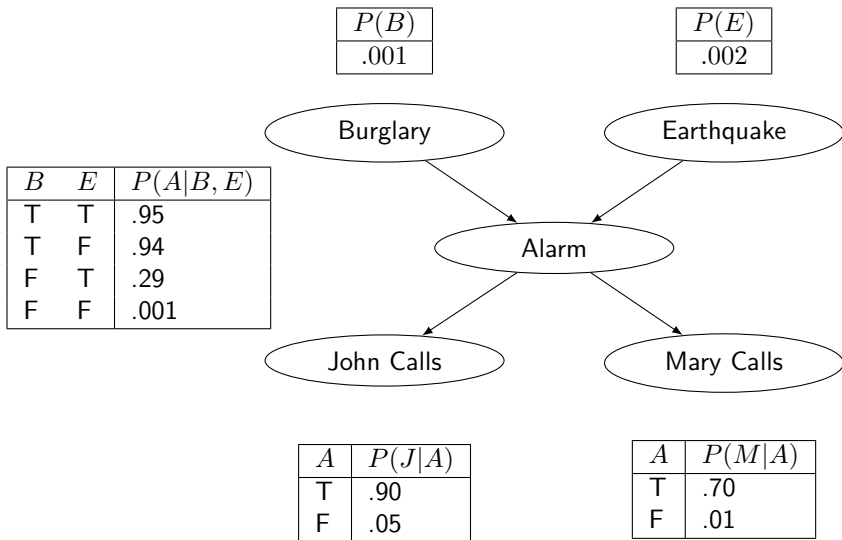 P(B)
.001
P(E)
.002
Burglary
Earthquake
B E P(A|B, E)
T T .95
T F .94
F T .29
F F .001
Alarm
John Calls
Mary Calls
A P(J|A)
T .90
F .05
A P(M|A)
T .70
F .01